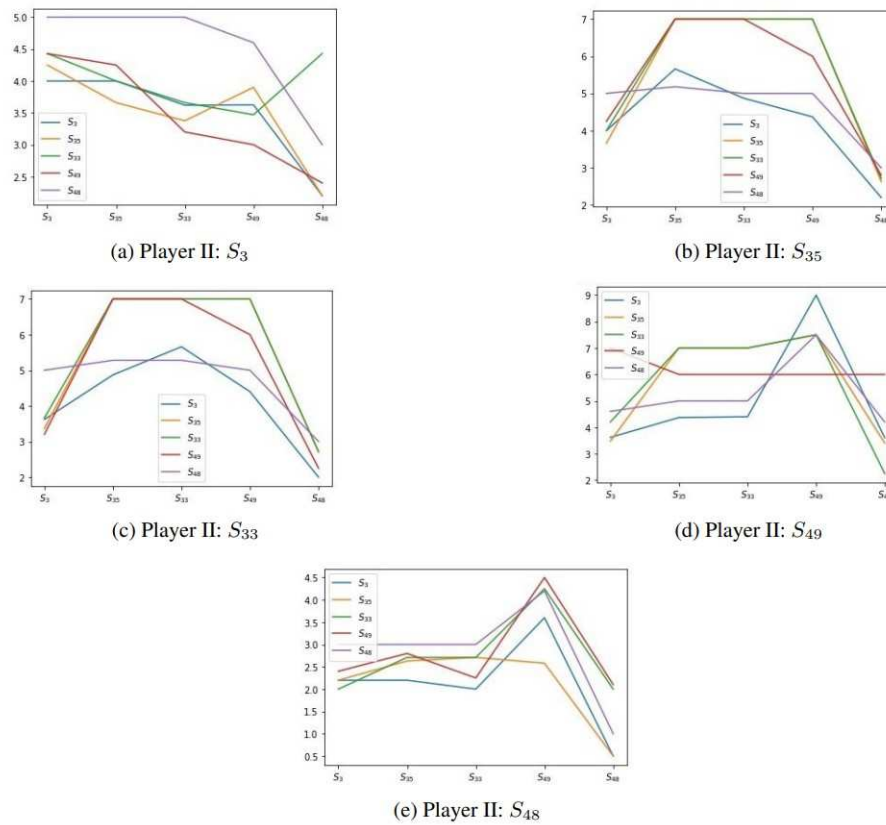 5.0
4.5
4.0
3.5
3.0
2.5
S₃
S₃₅
S₃₃
S₄₉
S₄₈
S₃ S₃₅ S₃₃ S₄₉ S₄₈
(a) Player II: S₃
7
6
5
4
3
2
S₃
S₃₅
S₃₃
S₄₉
S₄₈
S₃ S₃₅ S₃₃ S₄₉
(b) Player II: S₃₅
7
6
5
4
3
2
S₃
S₃₅
S₃₃
S₄₉
S₄₈
S₃ S₃₅ S₃₃ S₄₉ S₄₈
(c) Player II: S₃₃
9
8
7
6
5
4
3
2
S₃
S₃₅
S₃₃
S₄₉
S₄₈
S₃ S₃₅ S₃₃ S₄₉
(d) Player II: S₄₉
4.5
4.0
3.5
3.0
2.5
2.0
1.5
1.0
0.5
S₃
S₃₅
S₃₃
S₄₉
S₄₈
S₃ S₃₅ S₃₃ S₄₉ S₄₈
(e) Player II: S₄₈